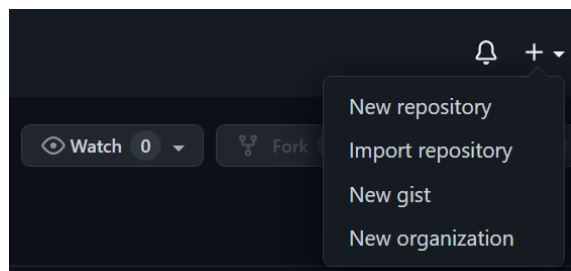 New repository
Watch 0 Fork
Import repository
New gist
New organization